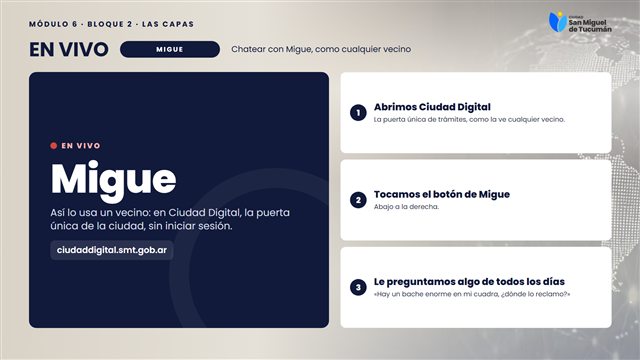 MÓDULO 6 · BLOQUE 2 · LAS CAPAS
EN VIVO
MIGUE
Chatear con Migue, como cualquier vecino
CIUDAD
San Miguel
de Tucumán
EN VIVO
Migue
Así lo usa un vecino: en Ciudad Digital, la puerta
única de la ciudad, sin iniciar sesión.
ciudaddigital.smt.gob.ar
1
Abrimos Ciudad Digital
La puerta única de trámites, como la ve cualquier vecino.
2
Tocamos el botón de Migue
Abajo a la derecha.
3
Le preguntamos algo de todos los días
«Hay un bache enorme en mi cuadra, ¿dónde lo reclamo?»